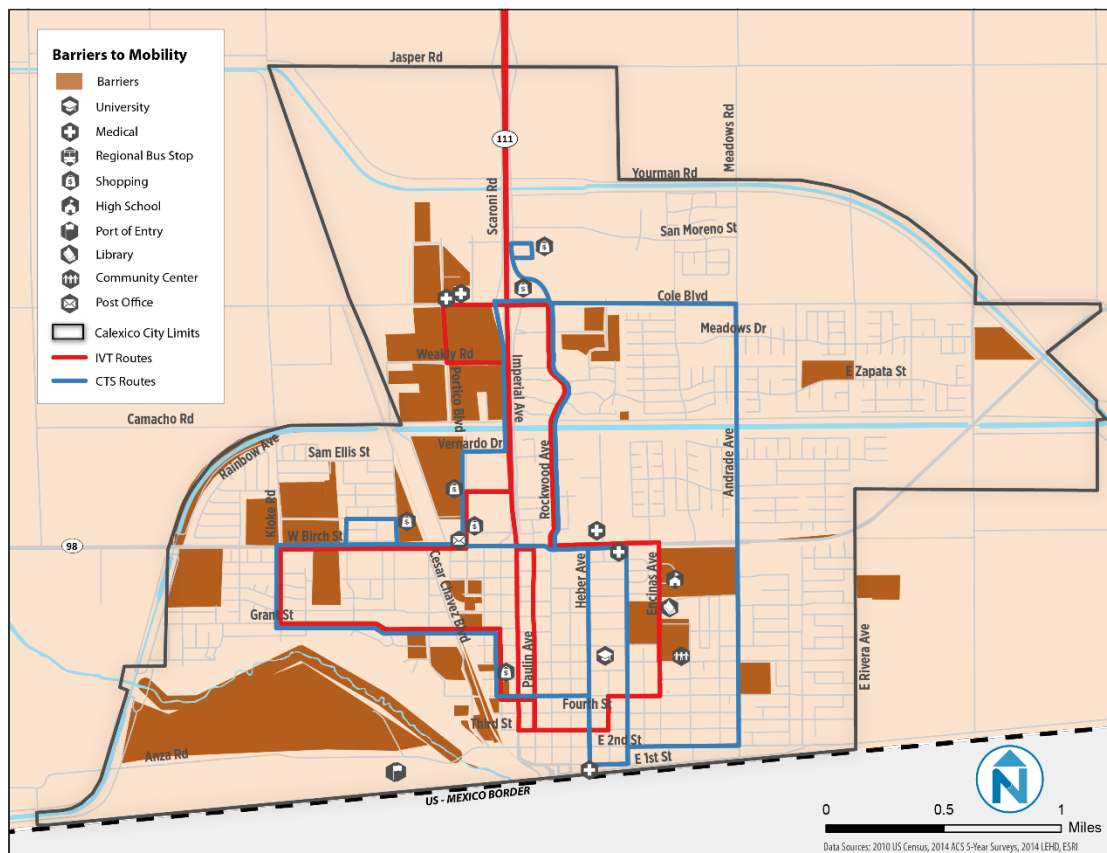 Barriers to Mobility
Barriers
University
Medical
Regional Bus Stop
Shopping
High School
Port of Entry
Library
Community Center
Post Office
Calexico City Limits
IVT Routes
CTS Routes
Jasper Rd
111
Scaroni Rd
Meadows Rd
Yourman Rd
San Moreno St
Cole Blvd
Meadows Dr
Weakly Rd
Imperial Ave
E Zapata St
Portico Blvd
Camacho Rd
Rainbow Ave
Vernardo Dr
Sam Ellis St
Rockwood Ave
Andrade Ave
Kloke Rd
W Birch St
98
Cesar Chavez Blvd
Heber Ave
Encinas Ave
Grant St
Paulin Ave
E Rivera Ave
Fourth St
Third St
E 2nd St
E 1st St
Anza Rd
US - MEXICO BORDER
N
0 0.5 1
Miles
Data Sources: 2010 US Census, 2014 ACS 5-Year Surveys, 2014 LEHD, ESRI